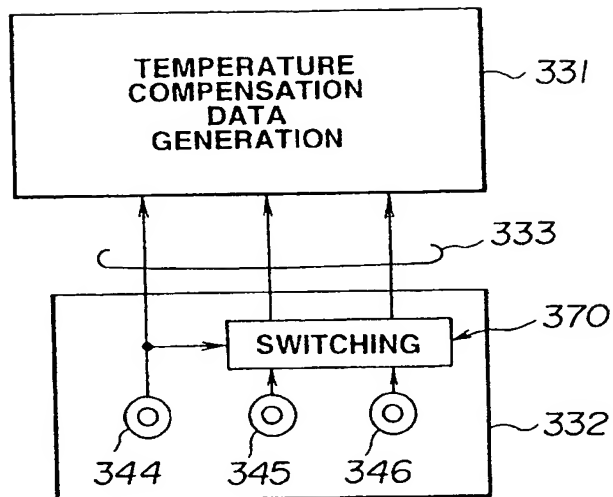 TEMPERATURE
COMPENSATION
DATA
GENERATION
331
333
SWITCHING
370
344
345
346
332